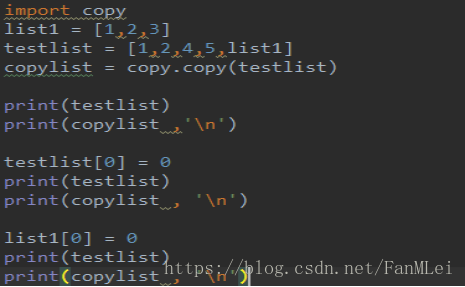 import copy
list1 = [1,2,3]
testlist = [1,2,4,5,list1]
copylist = copy.copy(testlist)
print(testlist)
print(copylist ,'\n')
testlist[0] = 0
print(testlist)
print(copylist , '\n')
list1[0] = 0
print(testlist)
print(copylist , '\n')
https://blog.csdn.net/FanMLei